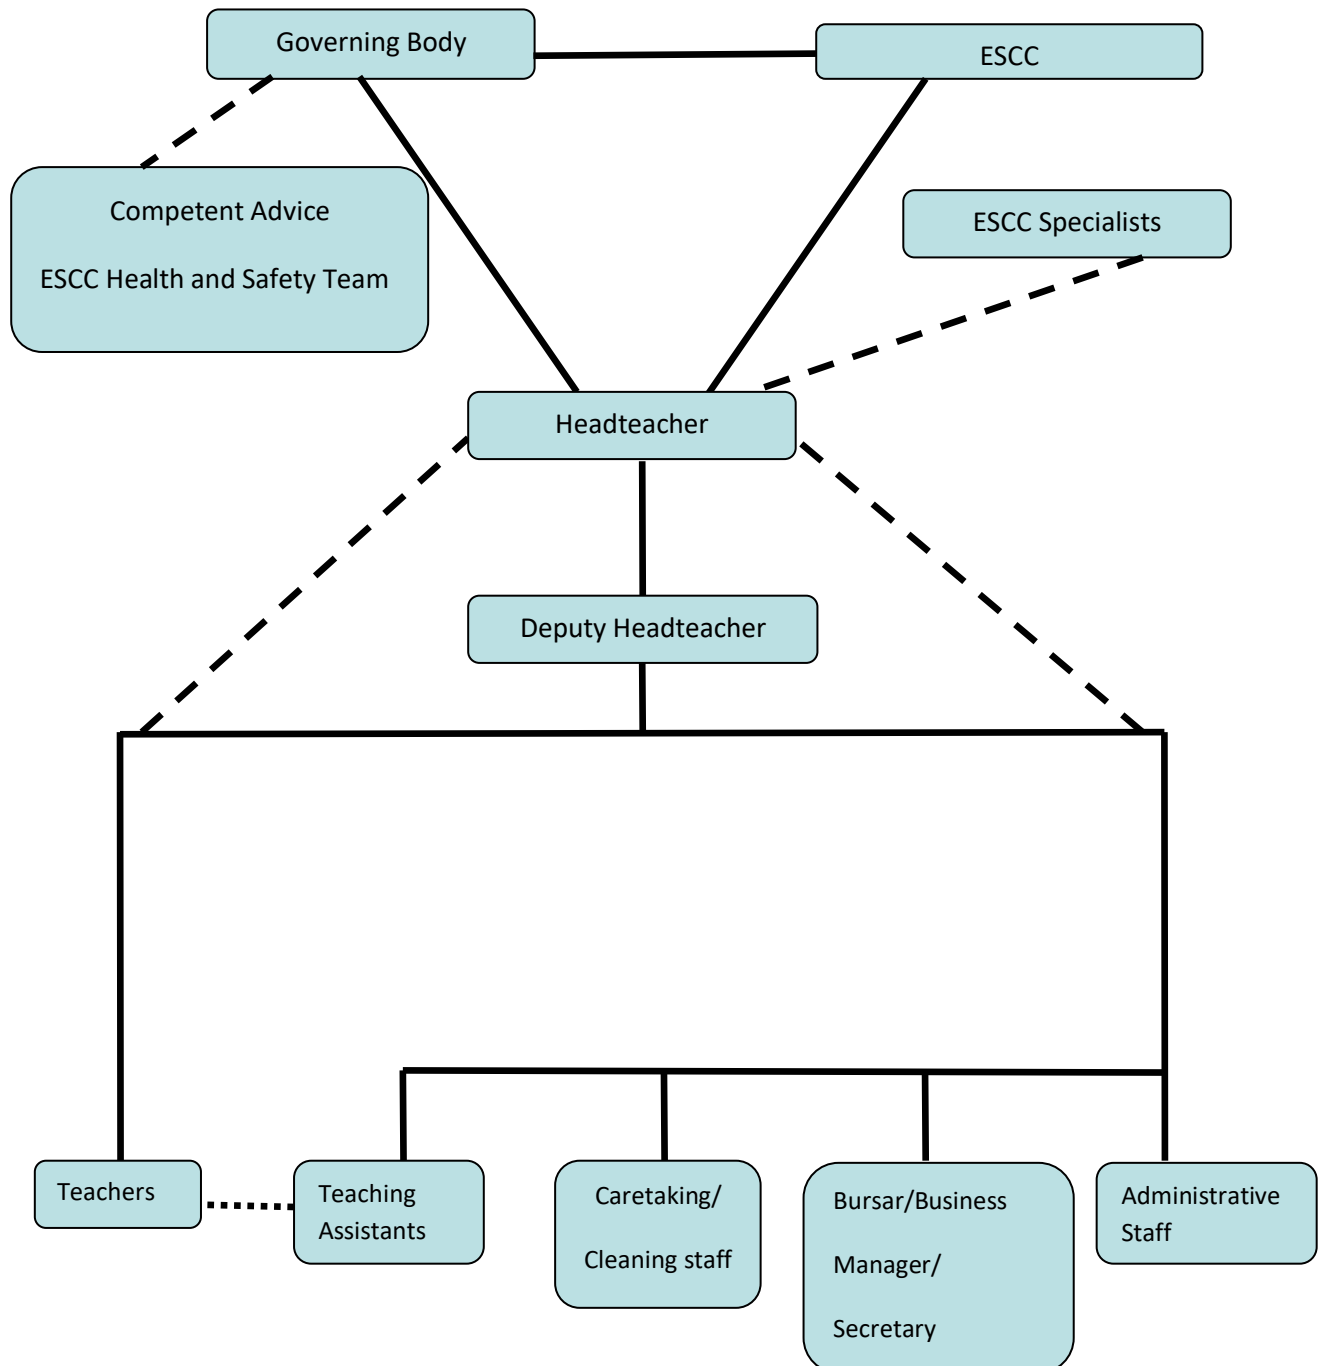 Governing Body
ESCC
Competent Advice
ESCC Health and Safety Team
ESCC Specialists
Headteacher
Deputy Headteacher
Teachers
Teaching
Assistants
Caretaking/
Cleaning staff
Bursar/Business
Manager/
Secretary
Administrative
Staff